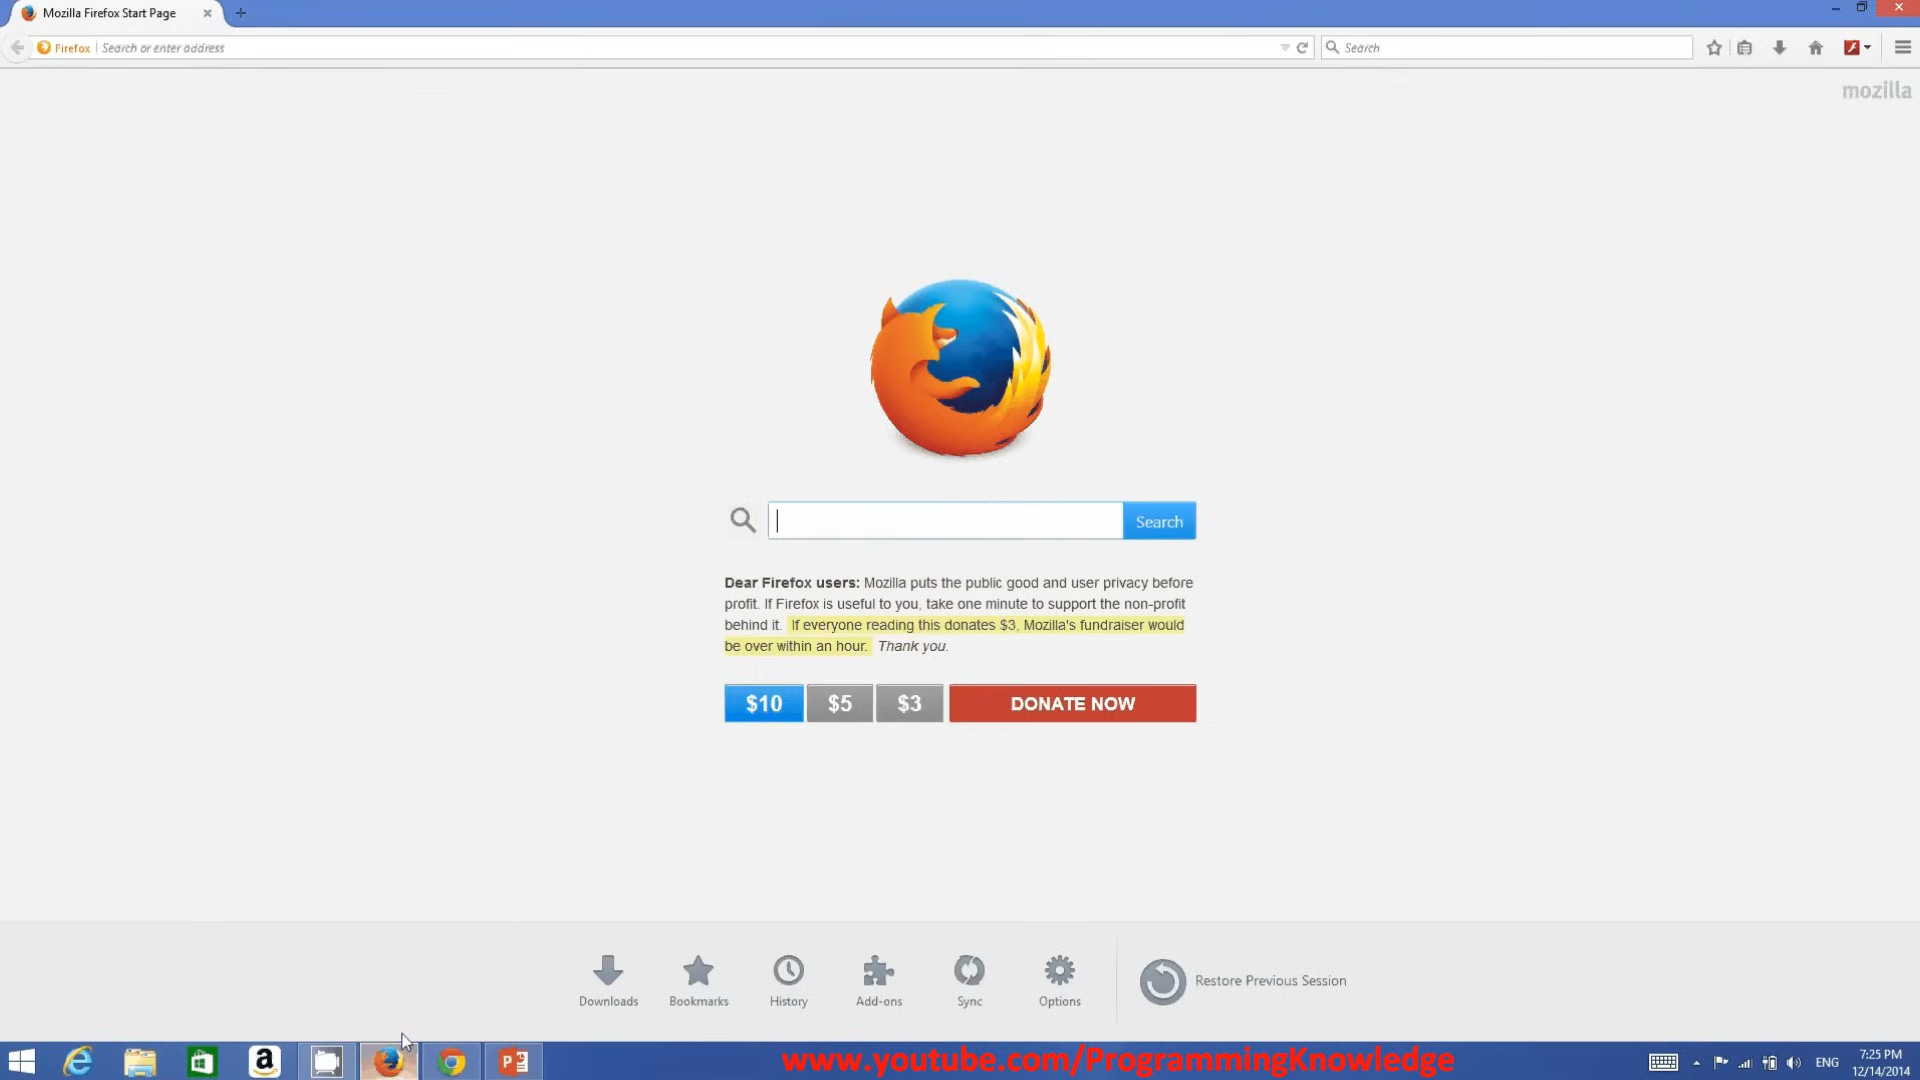 Mozilla Firefox Start Page
Firefox Search or enter address
Search
mozilla
Search
Dear Firefox users: Mozilla puts the public good and user privacy before
profit. If Firefox is useful to you, take one minute to support the non-profit
behind it. If everyone reading this donates $3, Mozilla's fundraiser would
be over within an hour. Thank you.
$10 $5 $3 DONATE NOW
Downloads Bookmarks History Add-ons Sync Options Restore Previous Session
www.youtube.com/ProgrammingKnowledge
ENG
7:25 PM
12/14/2014